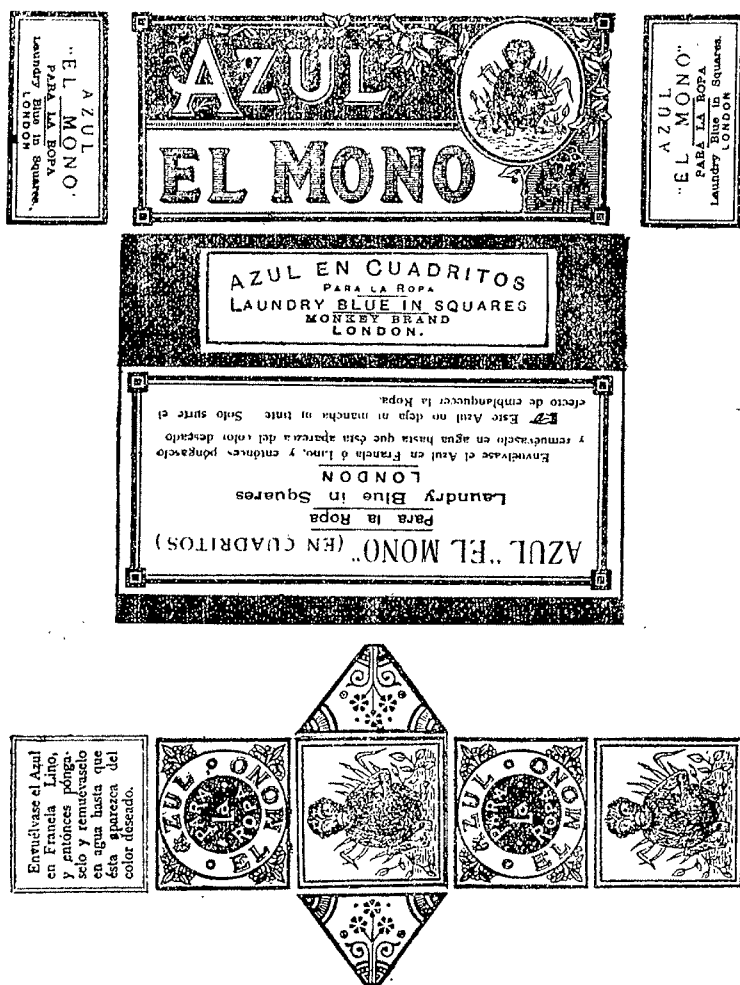 AZUL
"EL MONO"
PARA LA ROPA
Laundry Blue in Squares.
LONDON
AZUL
EL MONO
AZUL
"EL MONO"
PARA LA ROPA
Laundry Blue in Squares.
LONDON
AZUL EN CUADRITOS
PARA LA ROPA
LAUNDRY BLUE IN SQUARES
MONKEY BRAND
LONDON.
AZUL "EL MONO" (EN CUADRITOS)
Para la Ropa
Laundry Blue in Squares
LONDON
Envuelvase el Azul en Franela ó Lino, y entónces póngaselo
y remuévaselo en agua hasta que ésta aparezca del color deseado
Este Azul no deja ni mancha ni tinte Solo surte el
efecto de emblanquecer la Ropa.
Envuelvase el Azul
en Franela Lino,
y entonces pónga-
selo y remuevaselo
en agua hasta que
ésta aparezca del
color deseado.
AZUL • EL MONO •
PARA LA ROPA
AZUL • EL MONO •
PARA LA ROPA